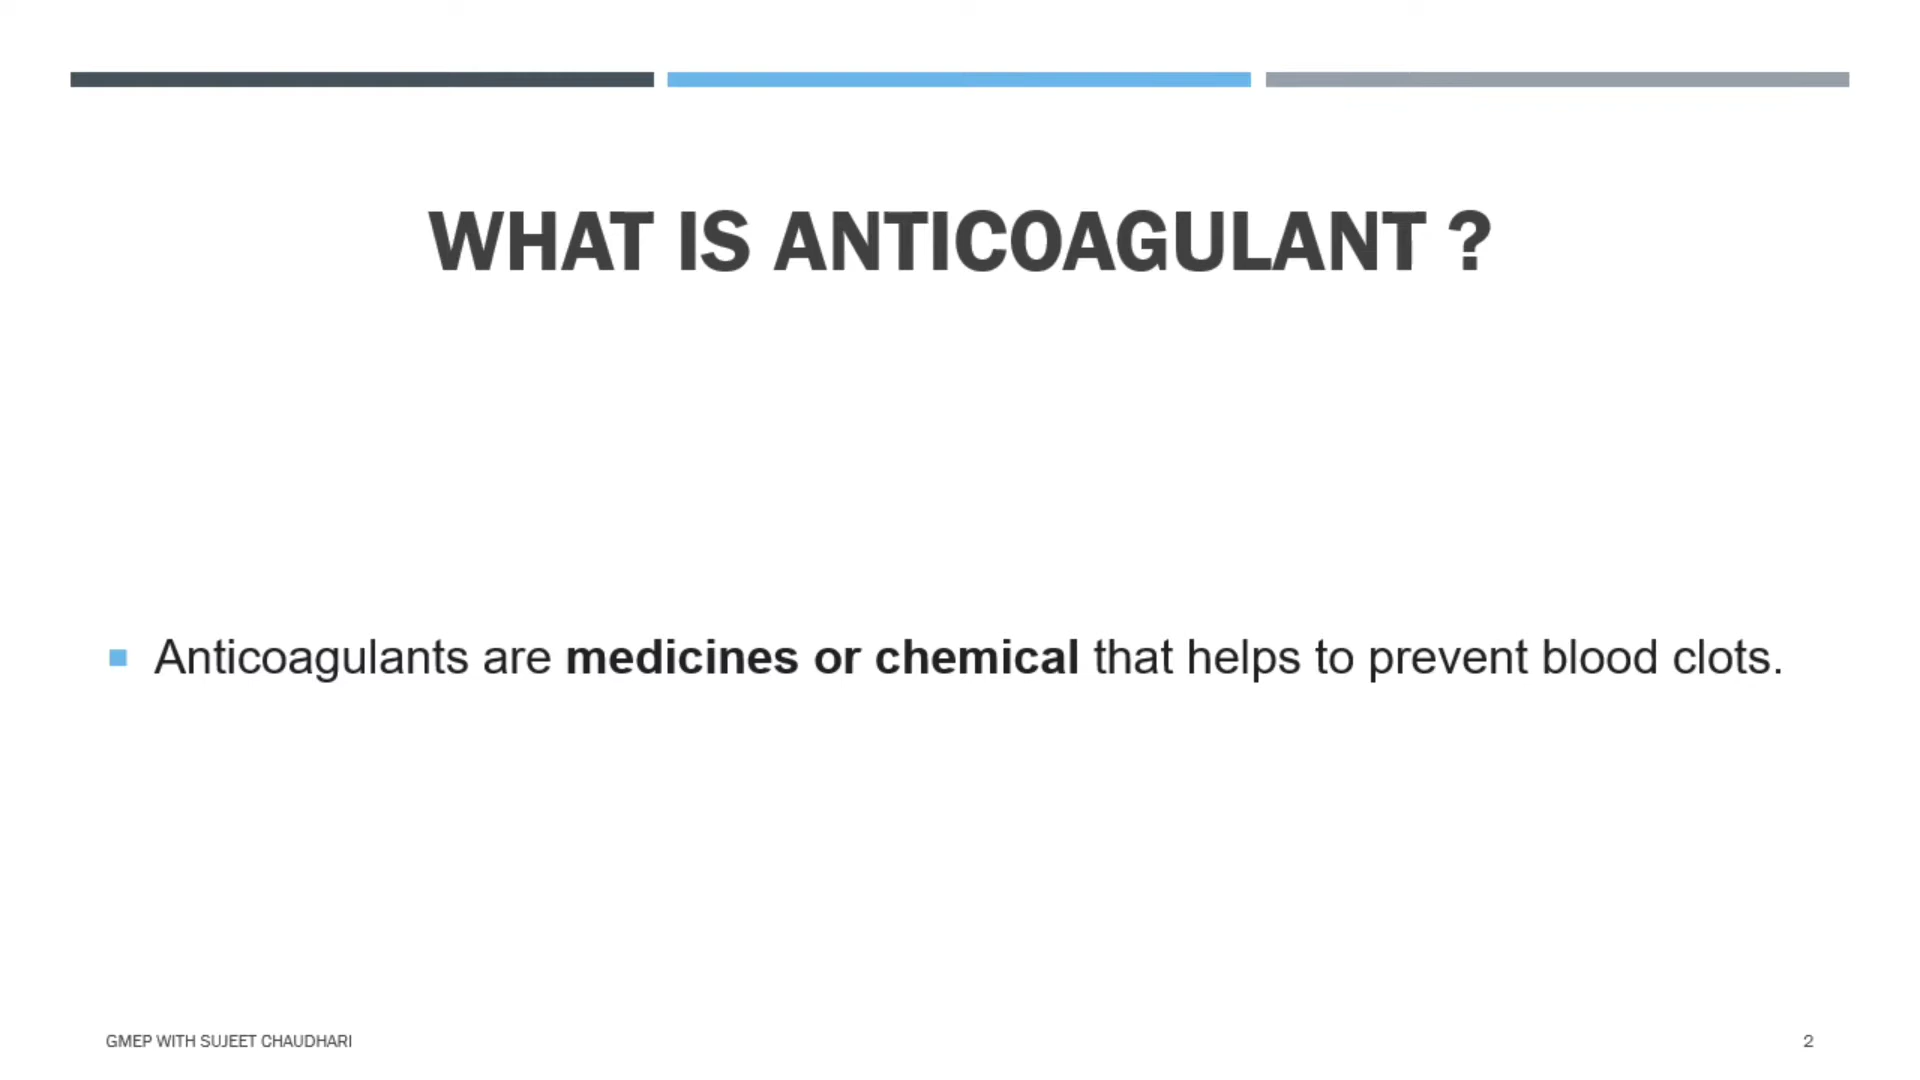 WHAT IS ANTICOAGULANT ?
Anticoagulants are medicines or chemical that helps to prevent blood clots.
GMEP WITH SUJEET CHAUDHARI
2